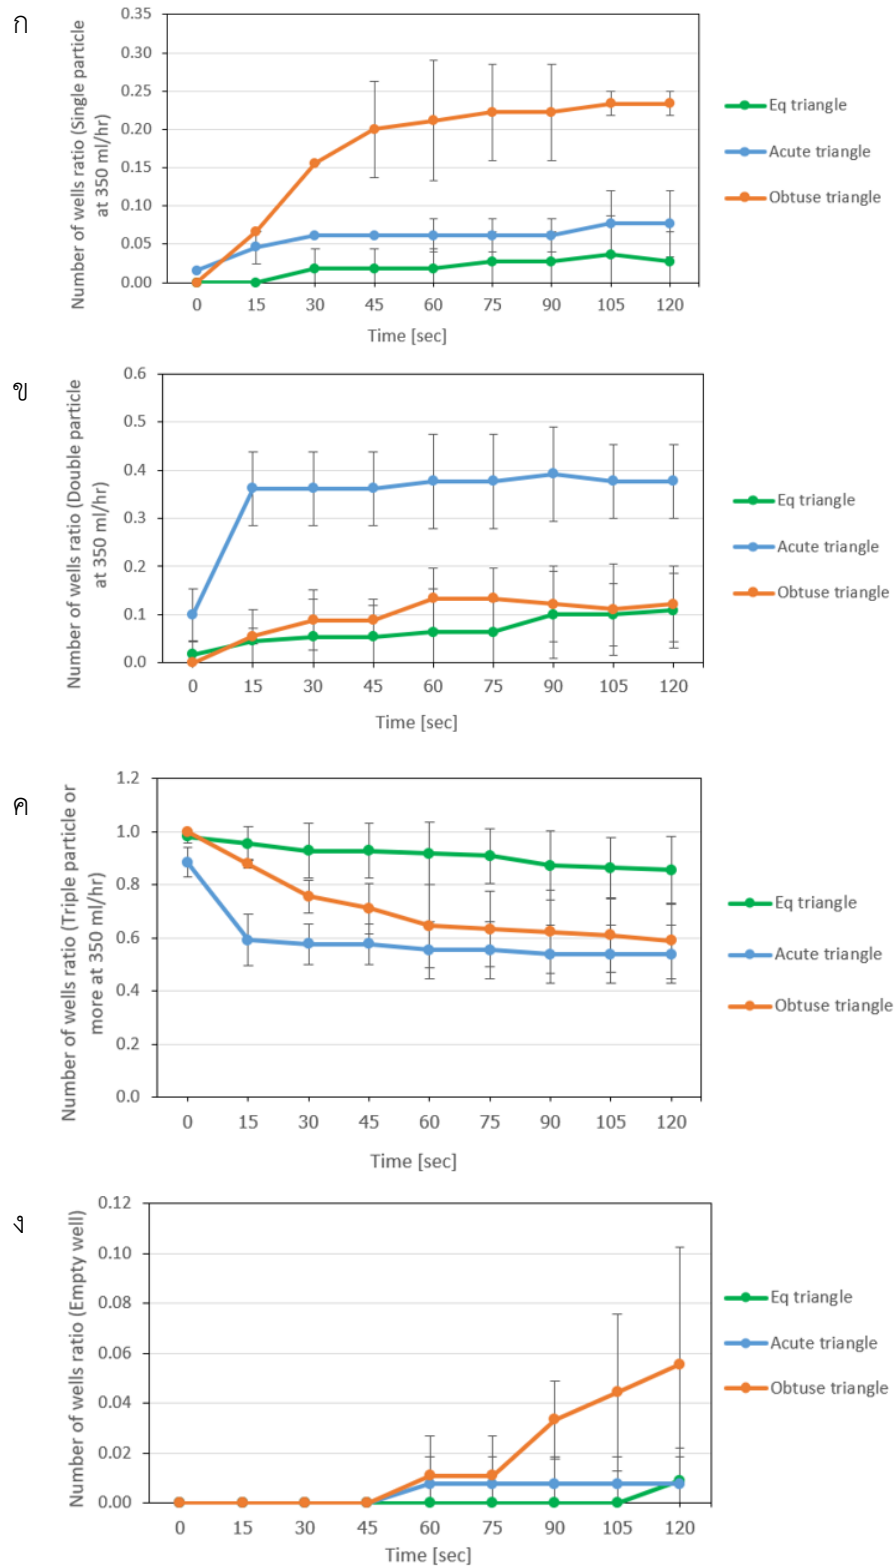 ก
Number of wells ratio (Single particle
at 350 ml/hr)
0.35
0.30
0.25
0.20
0.15
0.10
0.05
0.00
0 15 30 45 60 75 90 105 120
Time [sec]
Eq triangle
Acute triangle
Obtuse triangle
ข
Number of wells ratio (Double particle
at 350 ml/hr)
0.6
0.5
0.4
0.3
0.2
0.1
0.0
0 15 30 45 60 75 90 105 120
Time [sec]
Eq triangle
Acute triangle
Obtuse triangle
ค
Number of wells ratio (Triple particle or
more at 350 ml/hr)
1.2
1.0
0.8
0.6
0.4
0.2
0.0
0 15 30 45 60 75 90 105 120
Time [sec]
Eq triangle
Acute triangle
Obtuse triangle
ง
Number of wells ratio (Empty well)
0.12
0.10
0.08
0.06
0.04
0.02
0.00
0 15 30 45 60 75 90 105 120
Time [sec]
Eq triangle
Acute triangle
Obtuse triangle